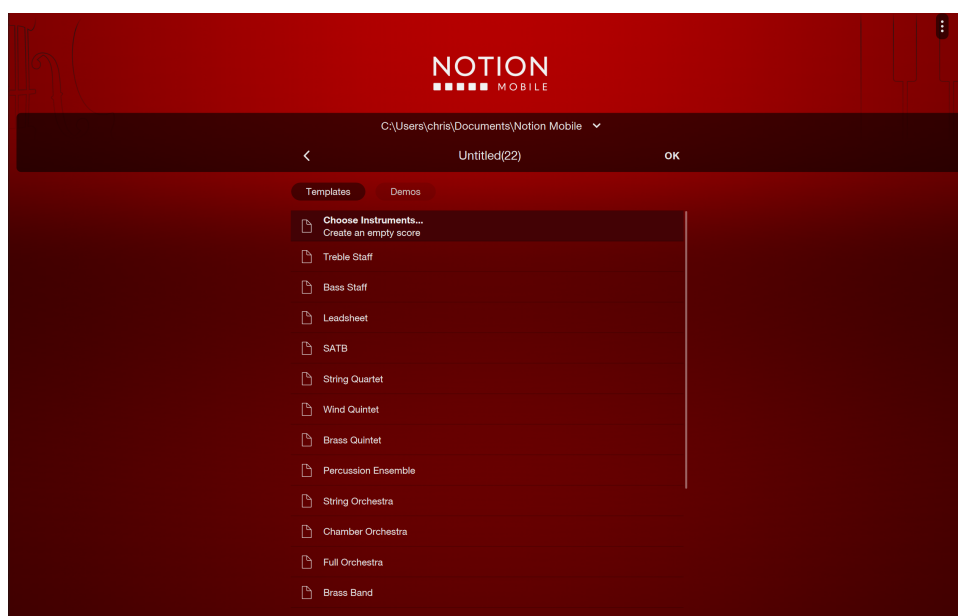 NOTION
MOBILE
C:\Users\chris\Documents\Notion Mobile
Untitled(22)
OK
Templates
Demos
Choose Instruments...
Create an empty score
Treble Staff
Bass Staff
Leadsheet
SATB
String Quartet
Wind Quintet
Brass Quintet
Percussion Ensemble
String Orchestra
Chamber Orchestra
Full Orchestra
Brass Band